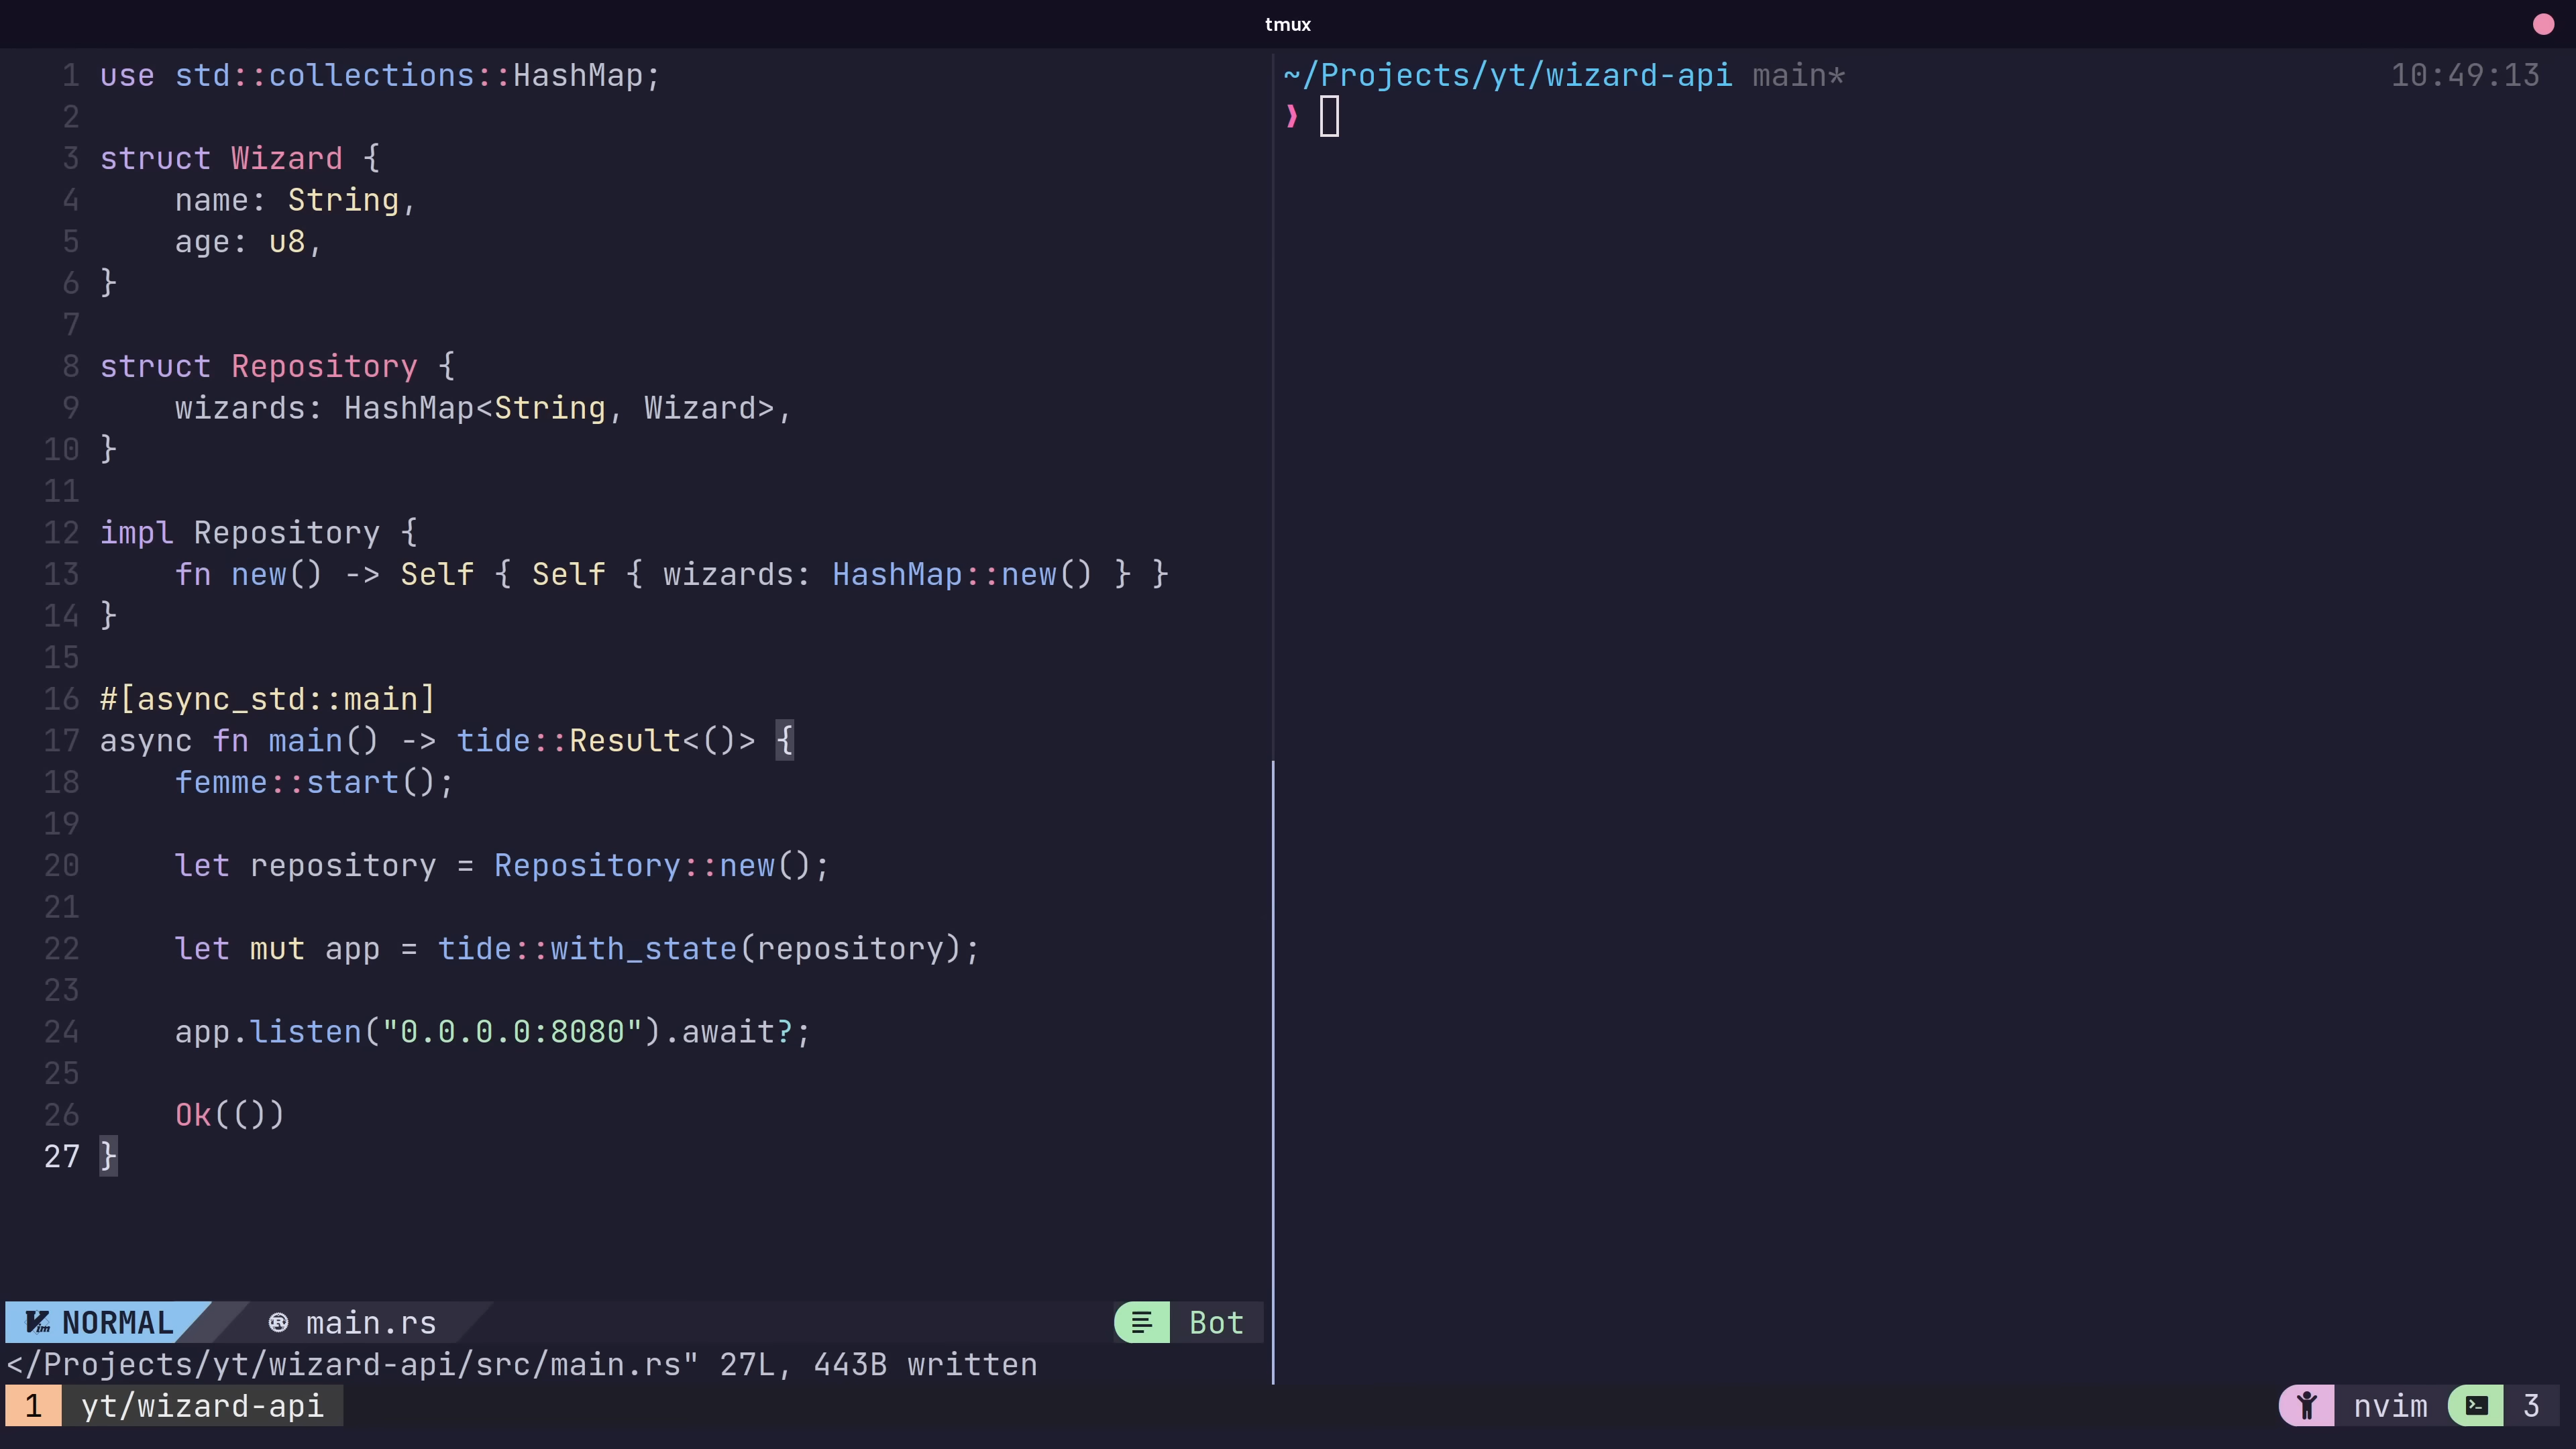 tmux
1 use std::collections::HashMap;
2
3 struct Wizard {
4     name: String,
5     age: u8,
6 }
7
8 struct Repository {
9     wizards: HashMap<String, Wizard>,
10 }
11
12 impl Repository {
13     fn new() -> Self { Self { wizards: HashMap::new() } }
14 }
15
16 #[async_std::main]
17 async fn main() -> tide::Result<()> {
18     femme::start();
19
20     let repository = Repository::new();
21
22     let mut app = tide::with_state(repository);
23
24     app.listen("0.0.0.0:8080").await?;
25
26     Ok(())
27 }
NORMAL main.rs Bot
</Projects/yt/wizard-api/src/main.rs" 27L, 443B written
~/Projects/yt/wizard-api main* 10:49:13
❯
1 yt/wizard-api nvim 3